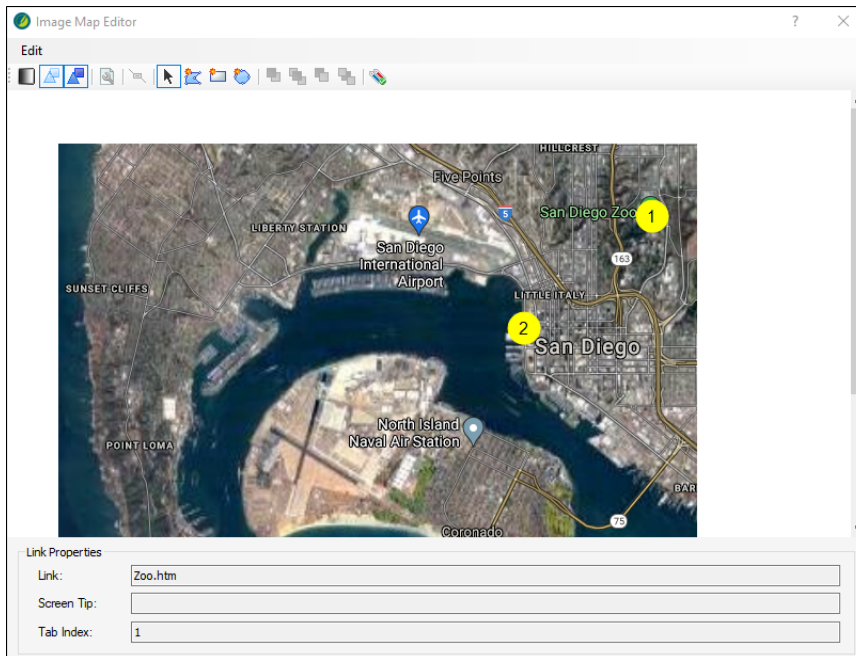 Image Map Editor
Edit
HILLCREST
Five Points
5
San Diego Zoo
1
LIBERTY STATION
San Diego
International
Airport
163
SUNSET CLIFFS
LITTLE ITALY
2
San Diego
North Island
Naval Air Station
POINT LOMA
BAR
75
Coronado
Link Properties
Link:
Zoo.htm
Screen Tip:
Tab Index:
1